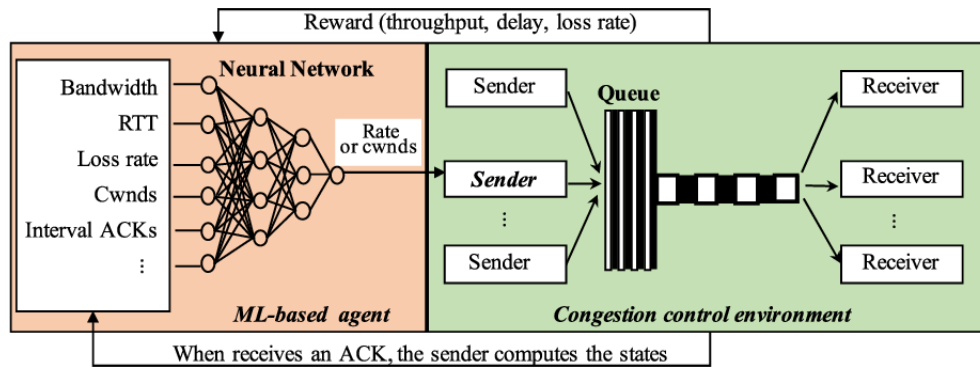 Reward (throughput, delay, loss rate)
Neural Network
Bandwidth
RTT
Loss rate
Cwnds
Interval ACKs
⋮
Rate
or cwnds
ML-based agent
Sender
Sender
⋮
Sender
Queue
Receiver
Receiver
⋮
Receiver
Congestion control environment
When receives an ACK, the sender computes the states